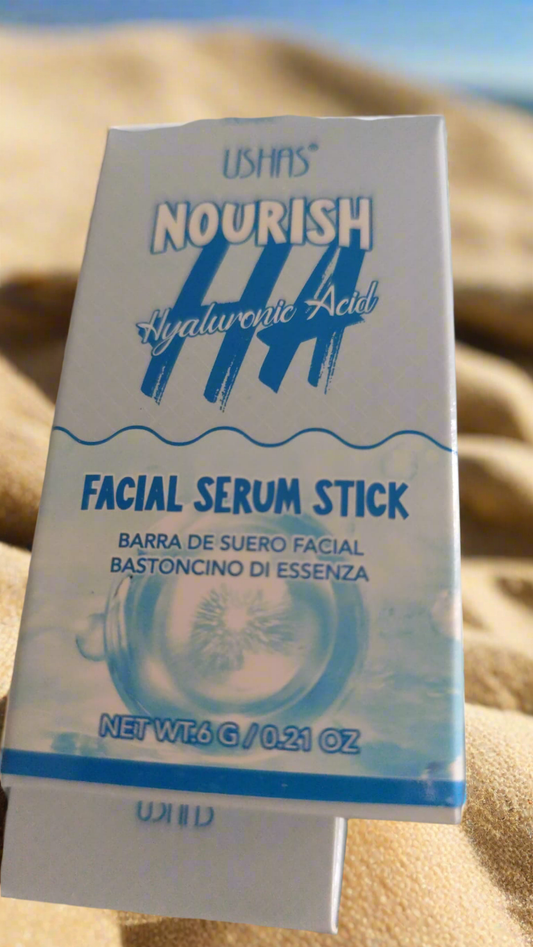 USHAS®
NOURISH
HA
Hyaluronic Acid
FACIAL SERUM STICK
BARRA DE SUERO FACIAL
BASTONCINO DI ESSENZA
NET WT.6 G / 0.21 OZ